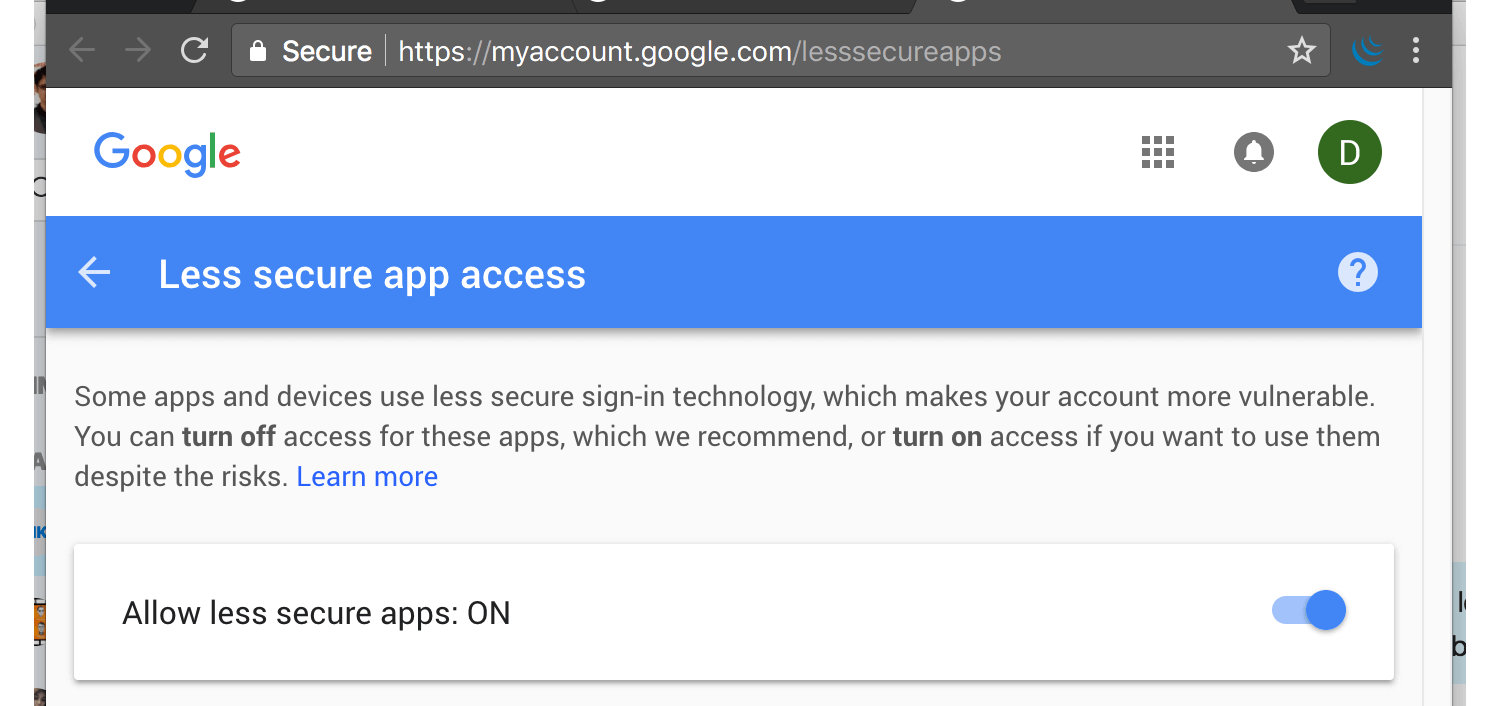 Secure https://myaccount.google.com/lesssecureapps
Google
D
Less secure app access
?
Some apps and devices use less secure sign-in technology, which makes your account more vulnerable.
You can turn off access for these apps, which we recommend, or turn on access if you want to use them
despite the risks. Learn more
Allow less secure apps: ON